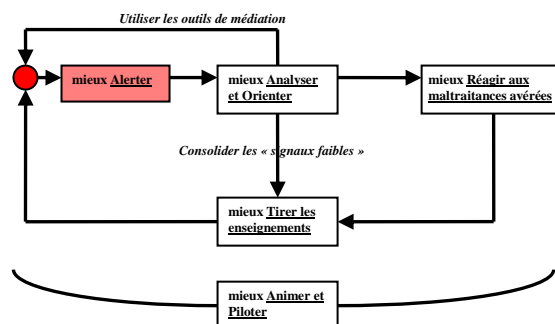 Utiliser les outils de médiation
mieux Alerter
mieux Analyser
et Orienter
mieux Réagir aux
maltraitances avérées
Consolider les « signaux faibles »
mieux Tirer les
enseignements
mieux Animer et
Piloter